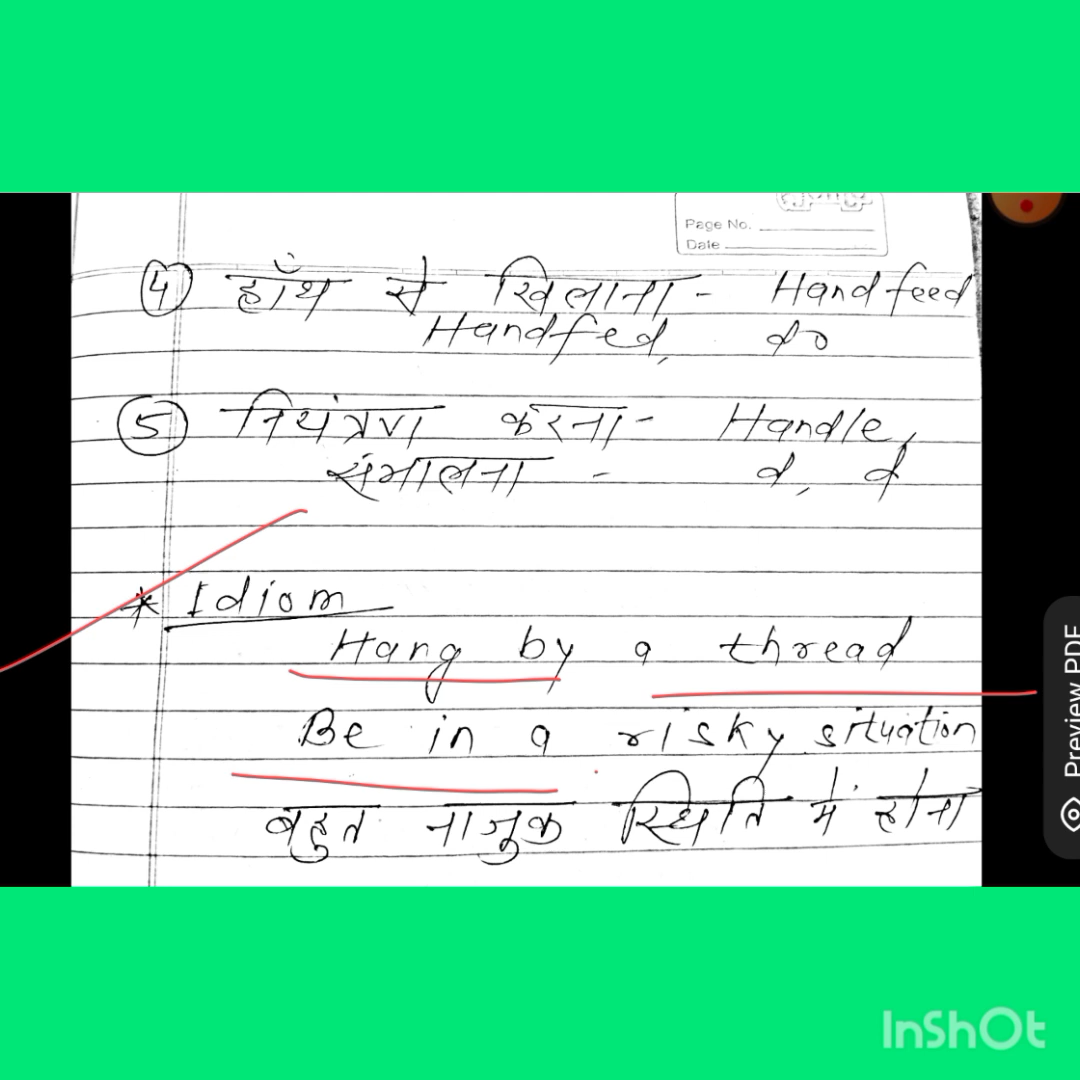 Page No.
Date
④ हाँथ से खिलाना - Handfeed
Handfed, do
⑤ नियंत्रण करना - Handle,
संभालना - d, d
* Idiom
Hang by a thread
Be in a risky situation
बहुत नाजुक स्थिति में होना
Preview PDF
InShOt